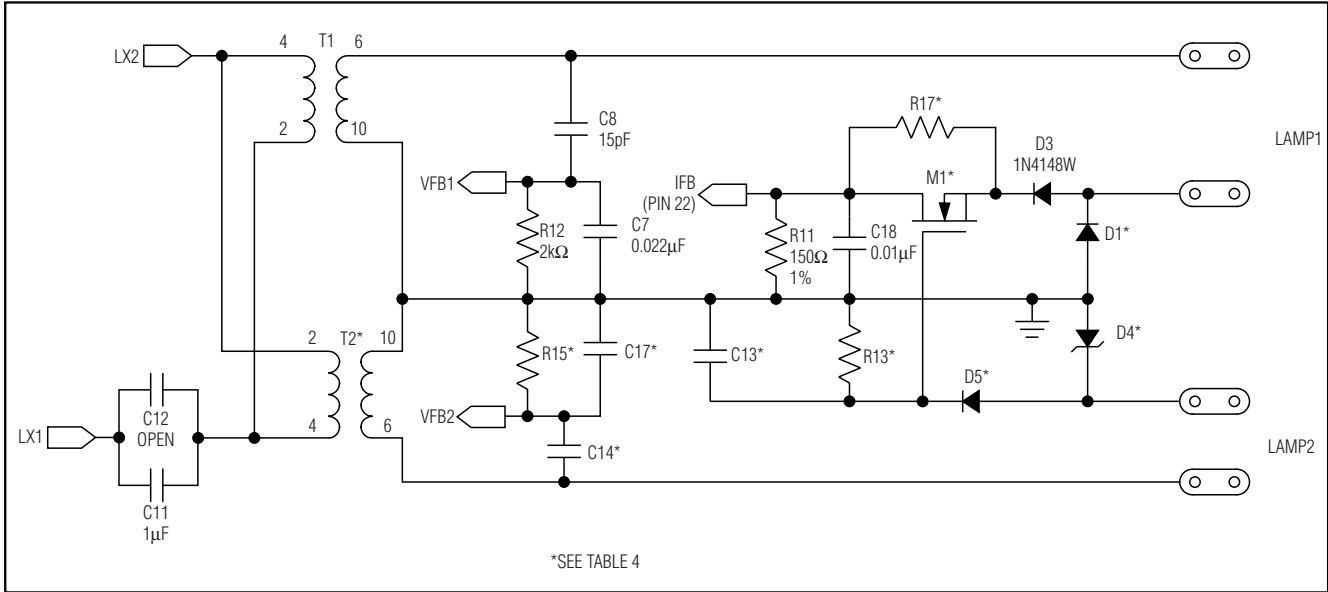 LX2
4
T1
6
2
10
C8
15pF
R17*
LAMP1
D3
1N4148W
M1*
VFB1
IFB
(PIN 22)
R12
2kΩ
C7
0.022µF
R11
150Ω
1%
C18
0.01µF
D1*
2
T2*
10
4
6
R15*
C17*
C13*
R13*
D4*
D5*
VFB2
C14*
C12
OPEN
LX1
C11
1µF
LAMP2
*SEE TABLE 4